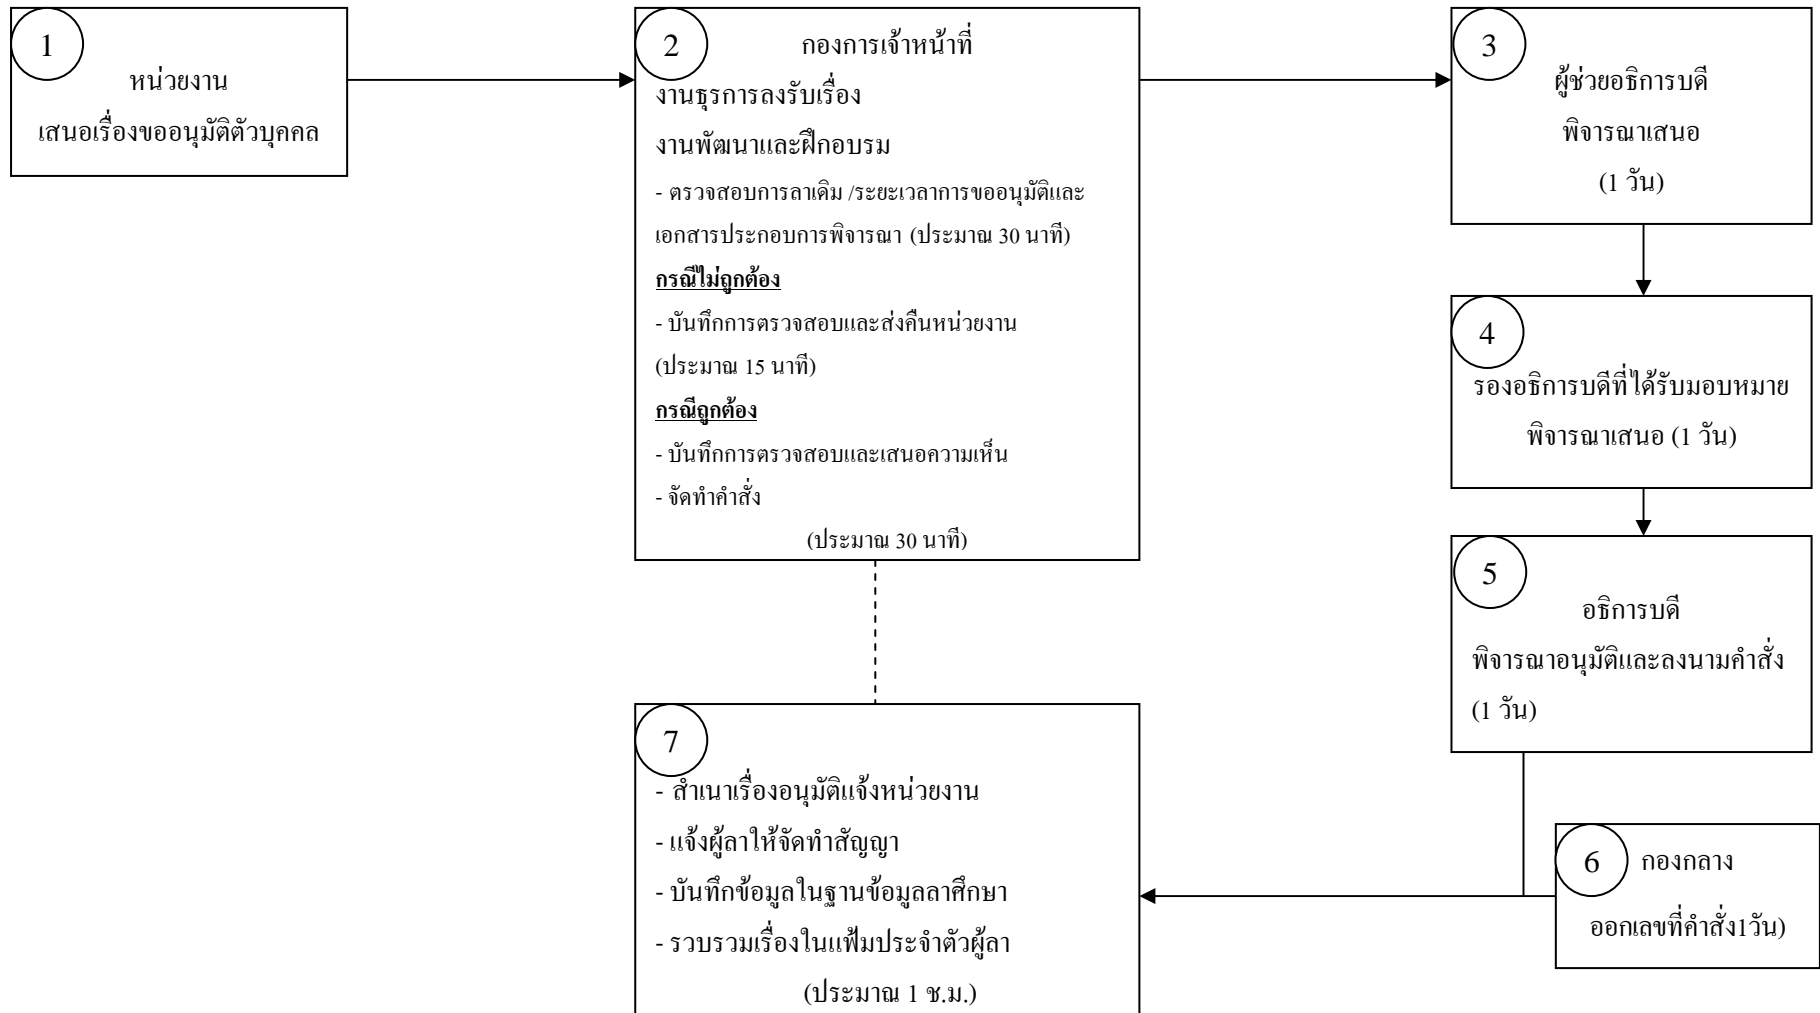 1
หน่วยงาน
เสนอเรื่องขออนุมัติตัวบุคคล
2
กองการเจ้าหน้าที่
งานธุรการลงรับเรื่อง
งานพัฒนาและฝึกอบรม
- ตรวจสอบการลาเดิม /ระยะเวลาการขออนุมัติและ
เอกสารประกอบการพิจารณา (ประมาณ 30 นาที)
กรณีไม่ถูกต้อง
- บันทึกการตรวจสอบและส่งคืนหน่วยงาน
(ประมาณ 15 นาที)
กรณีถูกต้อง
- บันทึกการตรวจสอบและเสนอความเห็น
- จัดทำคำสั่ง
(ประมาณ 30 นาที)
3
ผู้ช่วยอธิการบดี
พิจารณาเสนอ
(1 วัน)
4
รองอธิการบดีที่ได้รับมอบหมาย
พิจารณาเสนอ (1 วัน)
5
อธิการบดี
พิจารณาอนุมัติและลงนามคำสั่ง
(1 วัน)
6 กองกลาง
ออกเลขที่คำสั่ง1วัน)
7
- สำเนาเรื่องอนุมัติแจ้งหน่วยงาน
- แจ้งผู้ลาให้จัดทำสัญญา
- บันทึกข้อมูลในฐานข้อมูลลาศึกษา
- รวบรวมเรื่องในแฟ้มประจำตัวผู้ลา
(ประมาณ 1 ช.ม.)